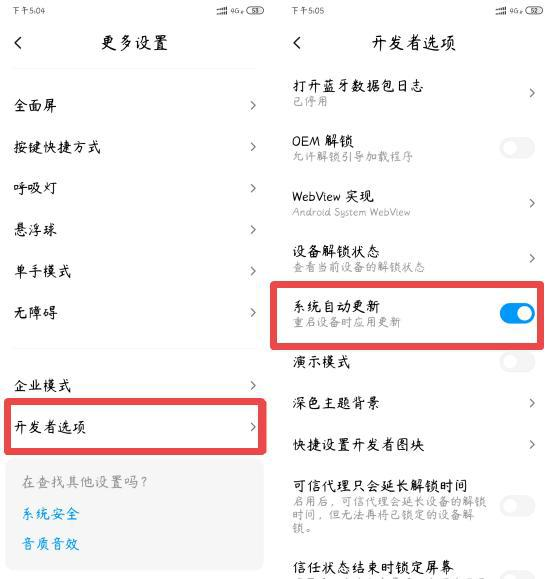 下午5:04
4G
53
更多设置
全面屏
按键快捷方式
呼吸灯
悬浮球
单手模式
无障碍
企业模式
开发者选项
在查找其他设置吗?
系统安全
音质音效
下午5:05
4G
52
开发者选项
打开蓝牙数据包日志
已停用
OEM 解锁
允许解锁引导加载程序
WebView 实现
Android System WebView
设备解锁状态
查看当前设备的解锁状态
系统自动更新
重启设备时应用更新
演示模式
深色主题背景
快捷设置开发者图块
可信代理只会延长解锁时间
启用后,可信代理会延长设备的解锁
时间,但无法再将已锁定的设备解
锁。
信任状态结束时锁定屏幕